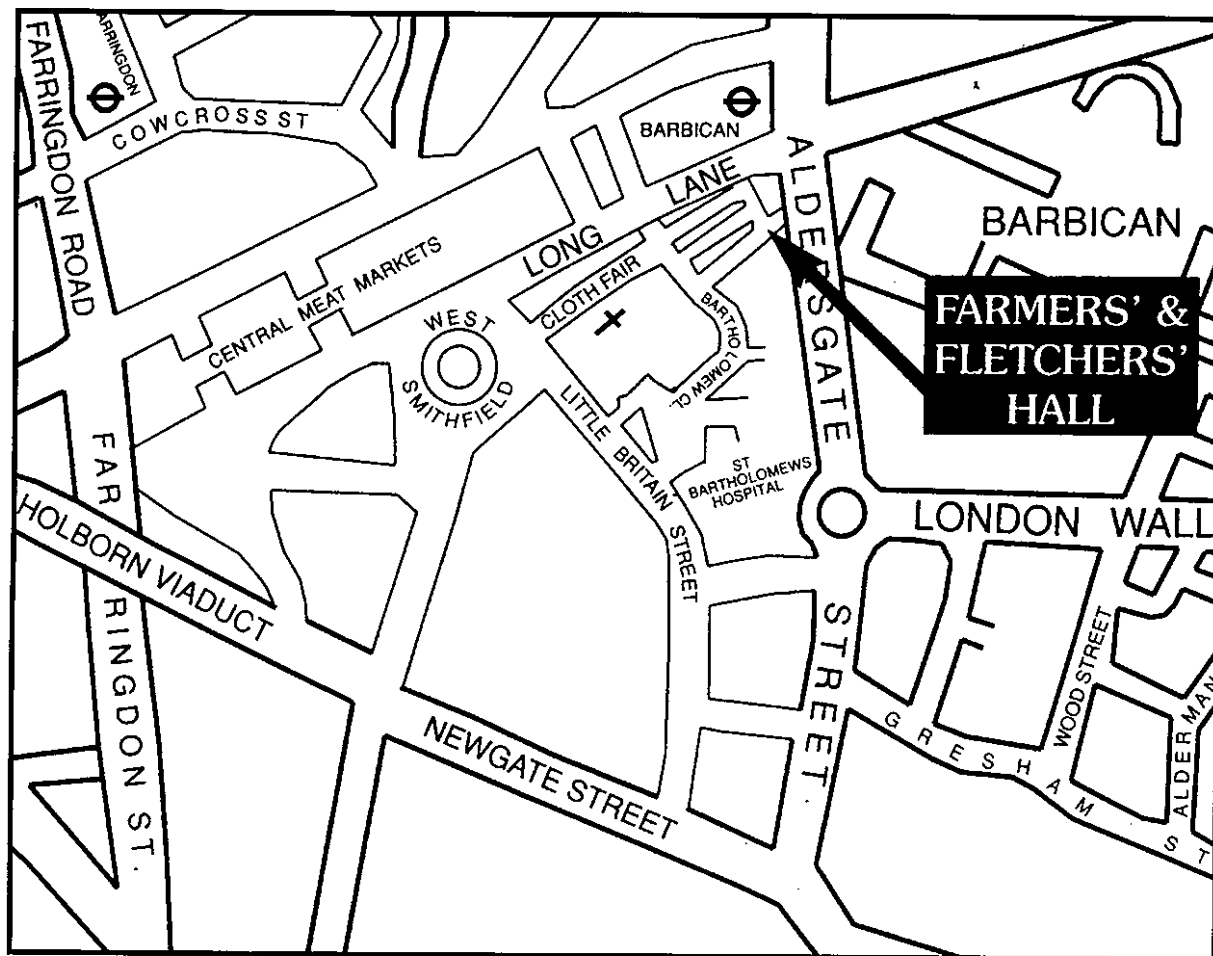 FARRINGDON ROAD
ARRINGDON
COWCROSS ST
BARBICAN
ALDERSGATE STREET
LONG LANE
BARBICAN
CENTRAL MEAT MARKETS
CLOTH FAIR
WEST
SMITHFIELD
BARTHOLOMEW CL.
FARMERS' &
FLETCHERS'
HALL
LITTLE BRITAIN STREET
ST
BARTHOLOMEWS
HOSPITAL
LONDON WALL
FARRINGDON ST.
HOLBORN VIADUCT
NEWGATE STREET
WOOD STREET
GRESHAM ST
ALDERMAN